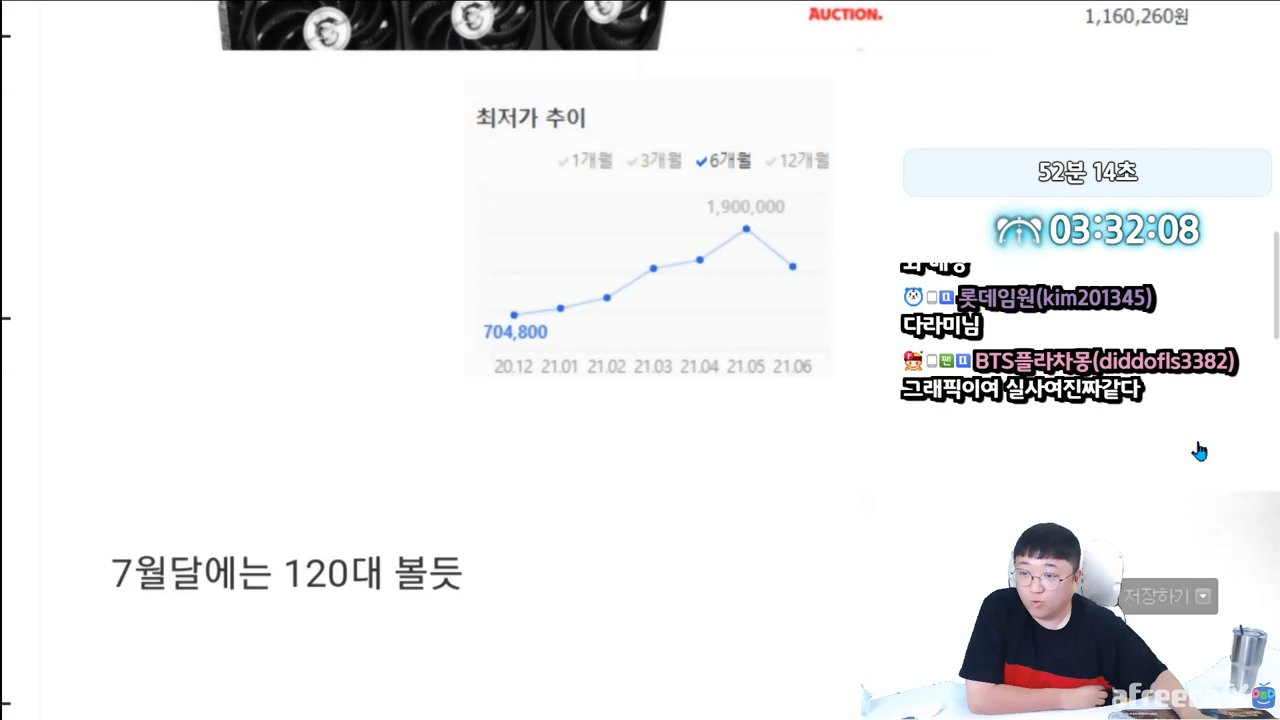 AUCTION.
1,160,260원
최저가 추이
1개월 3개월 6개월 12개월
1,900,000
704,800
20.12 21.01 21.02 21.03 21.04 21.05 21.06
7월달에는 120대 볼듯
52분 14초
03:32:08
롯데임원(kim201345)
다라미님
팬 BTS플라차몽(diddofls3382)
그래픽이여 실사여진짜같다
저장하기